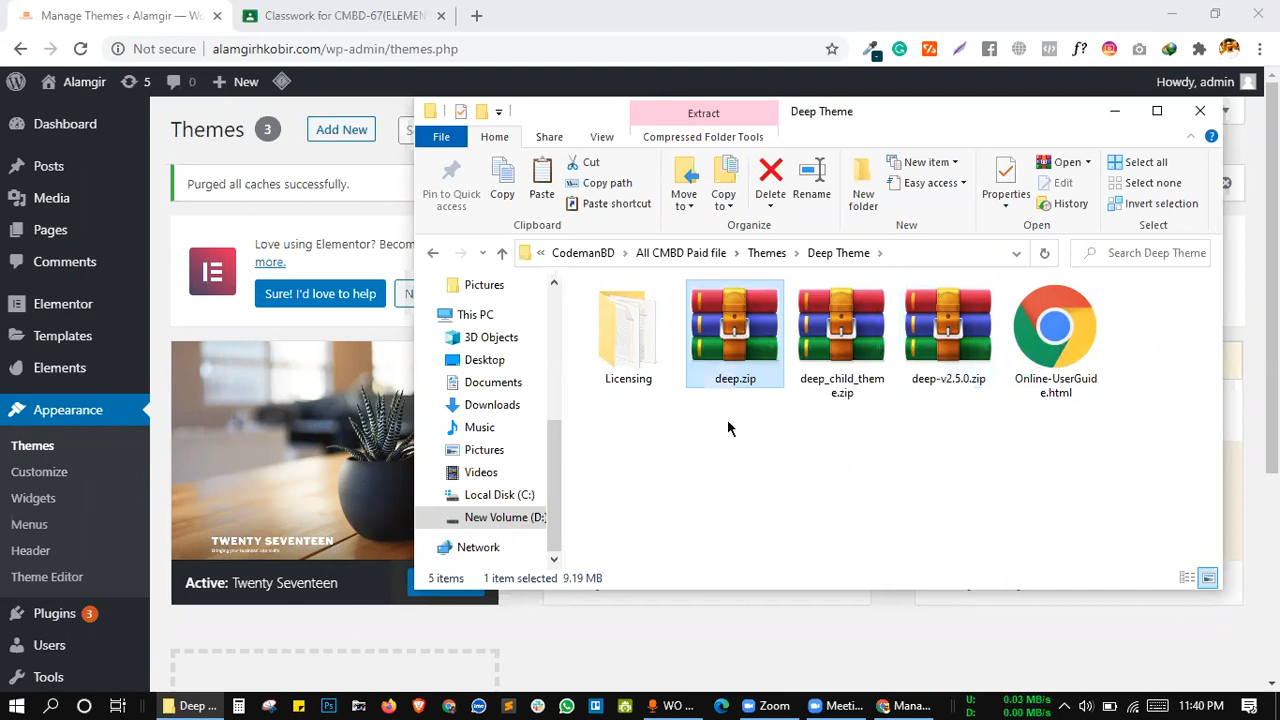 Manage Themes ‹ Alamgir — Wo
Classwork for CMBD-67(ELEMEN
Not secure
alamgirhkobir.com/wp-admin/themes.php
Alamgir
5
New
Howdy, admin
Dashboard
Posts
Media
Pages
Comments
Elementor
Templates
Elements
Appearance
Themes
Customize
Widgets
Menus
Header
Theme Editor
Plugins 3
Users
Tools
Themes 3
Add New
Purged all caches successfully.
Love using Elementor? Becom
more.
Sure! I'd love to help
TWENTY SEVENTEEN
Active: Twenty Seventeen
Extract
Deep Theme
File
Home
Share
View
Compressed Folder Tools
Pin to Quick
access
Copy
Paste
Cut
Copy path
Paste shortcut
Clipboard
Move
to
Copy
to
Delete
Rename
Organize
New
folder
New item
Easy access
New
Properties
Open
Edit
History
Open
Select all
Select none
Invert selection
Select
« CodemanBD > All CMBD Paid file > Themes > Deep Theme >
Search Deep Theme
Pictures
This PC
3D Objects
Desktop
Documents
Downloads
Music
Pictures
Videos
Local Disk (C:)
New Volume (D:)
Network
Licensing
deep.zip
deep_child_them
e.zip
deep-v2.5.0.zip
Online-UserGuid
e.html
5 items
1 item selected 9.19 MB
Deep ...
WO ...
Zoom
Meeti...
Mana...
U: 0.03 MB/s
D: 0.00 MB/s
11:40 PM